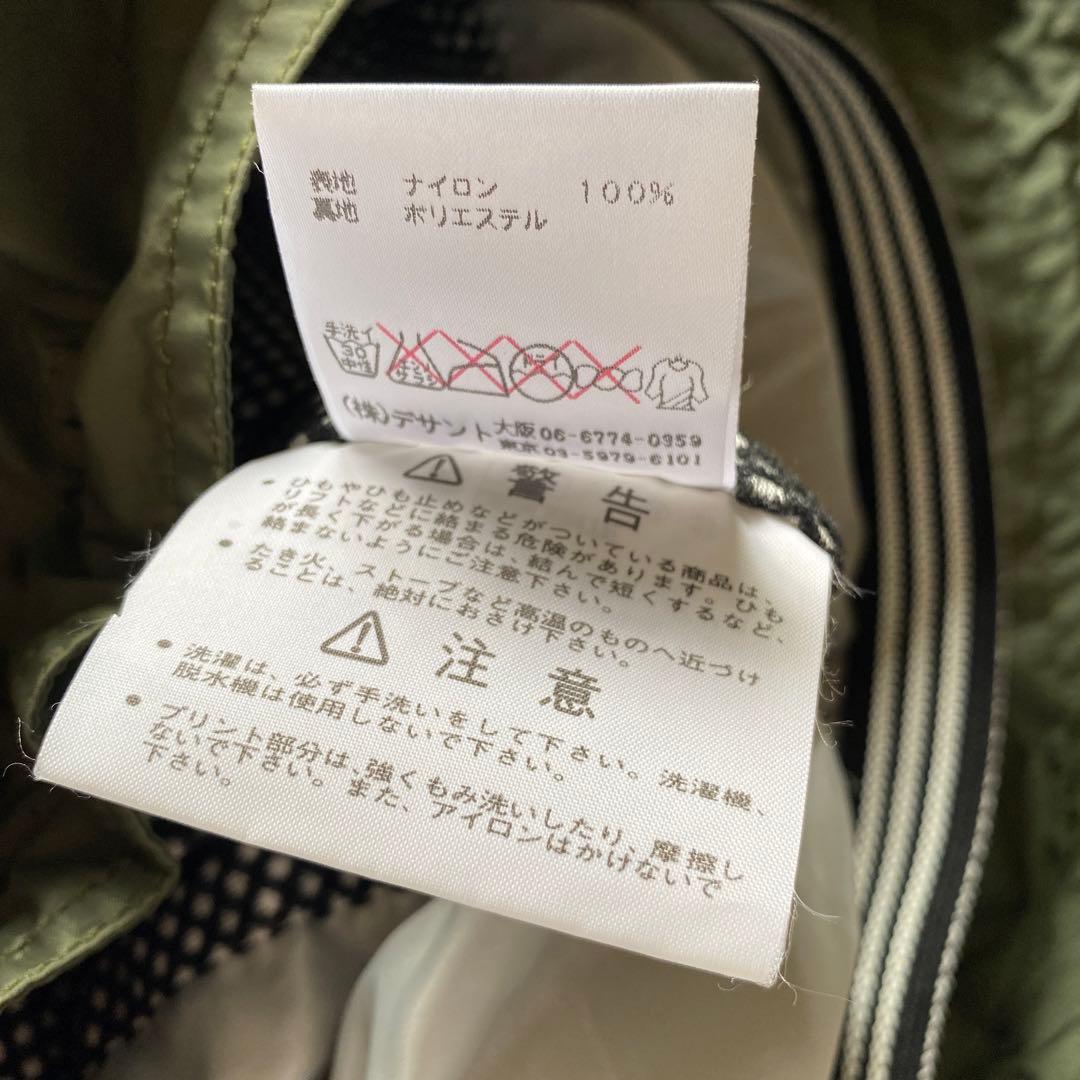 表地 ナイロン 100%
裏地 ポリエステル
手洗イ
30
中性
エンソ
サラシ
(株)デサント 大阪 06-6774-0359
東京 03-5979-6101
警告
・ひもやひも止めなどがついている商品は、
リフトなどに絡まる危険があります。ひも
が長く下がる場合は、結んで短くするなど、
絡まないようにご注意下さい。
・たき火、ストーブなど高温のものへ近づけ
ることは、絶対におさけ下さい。
注意
・洗濯は、必ず手洗いをして下さい。洗濯機、
脱水機は使用しないで下さい。
・プリント部分は、強くもみ洗いしたり、摩擦し
ないで下さい。また、アイロンはかけないで
下さい。